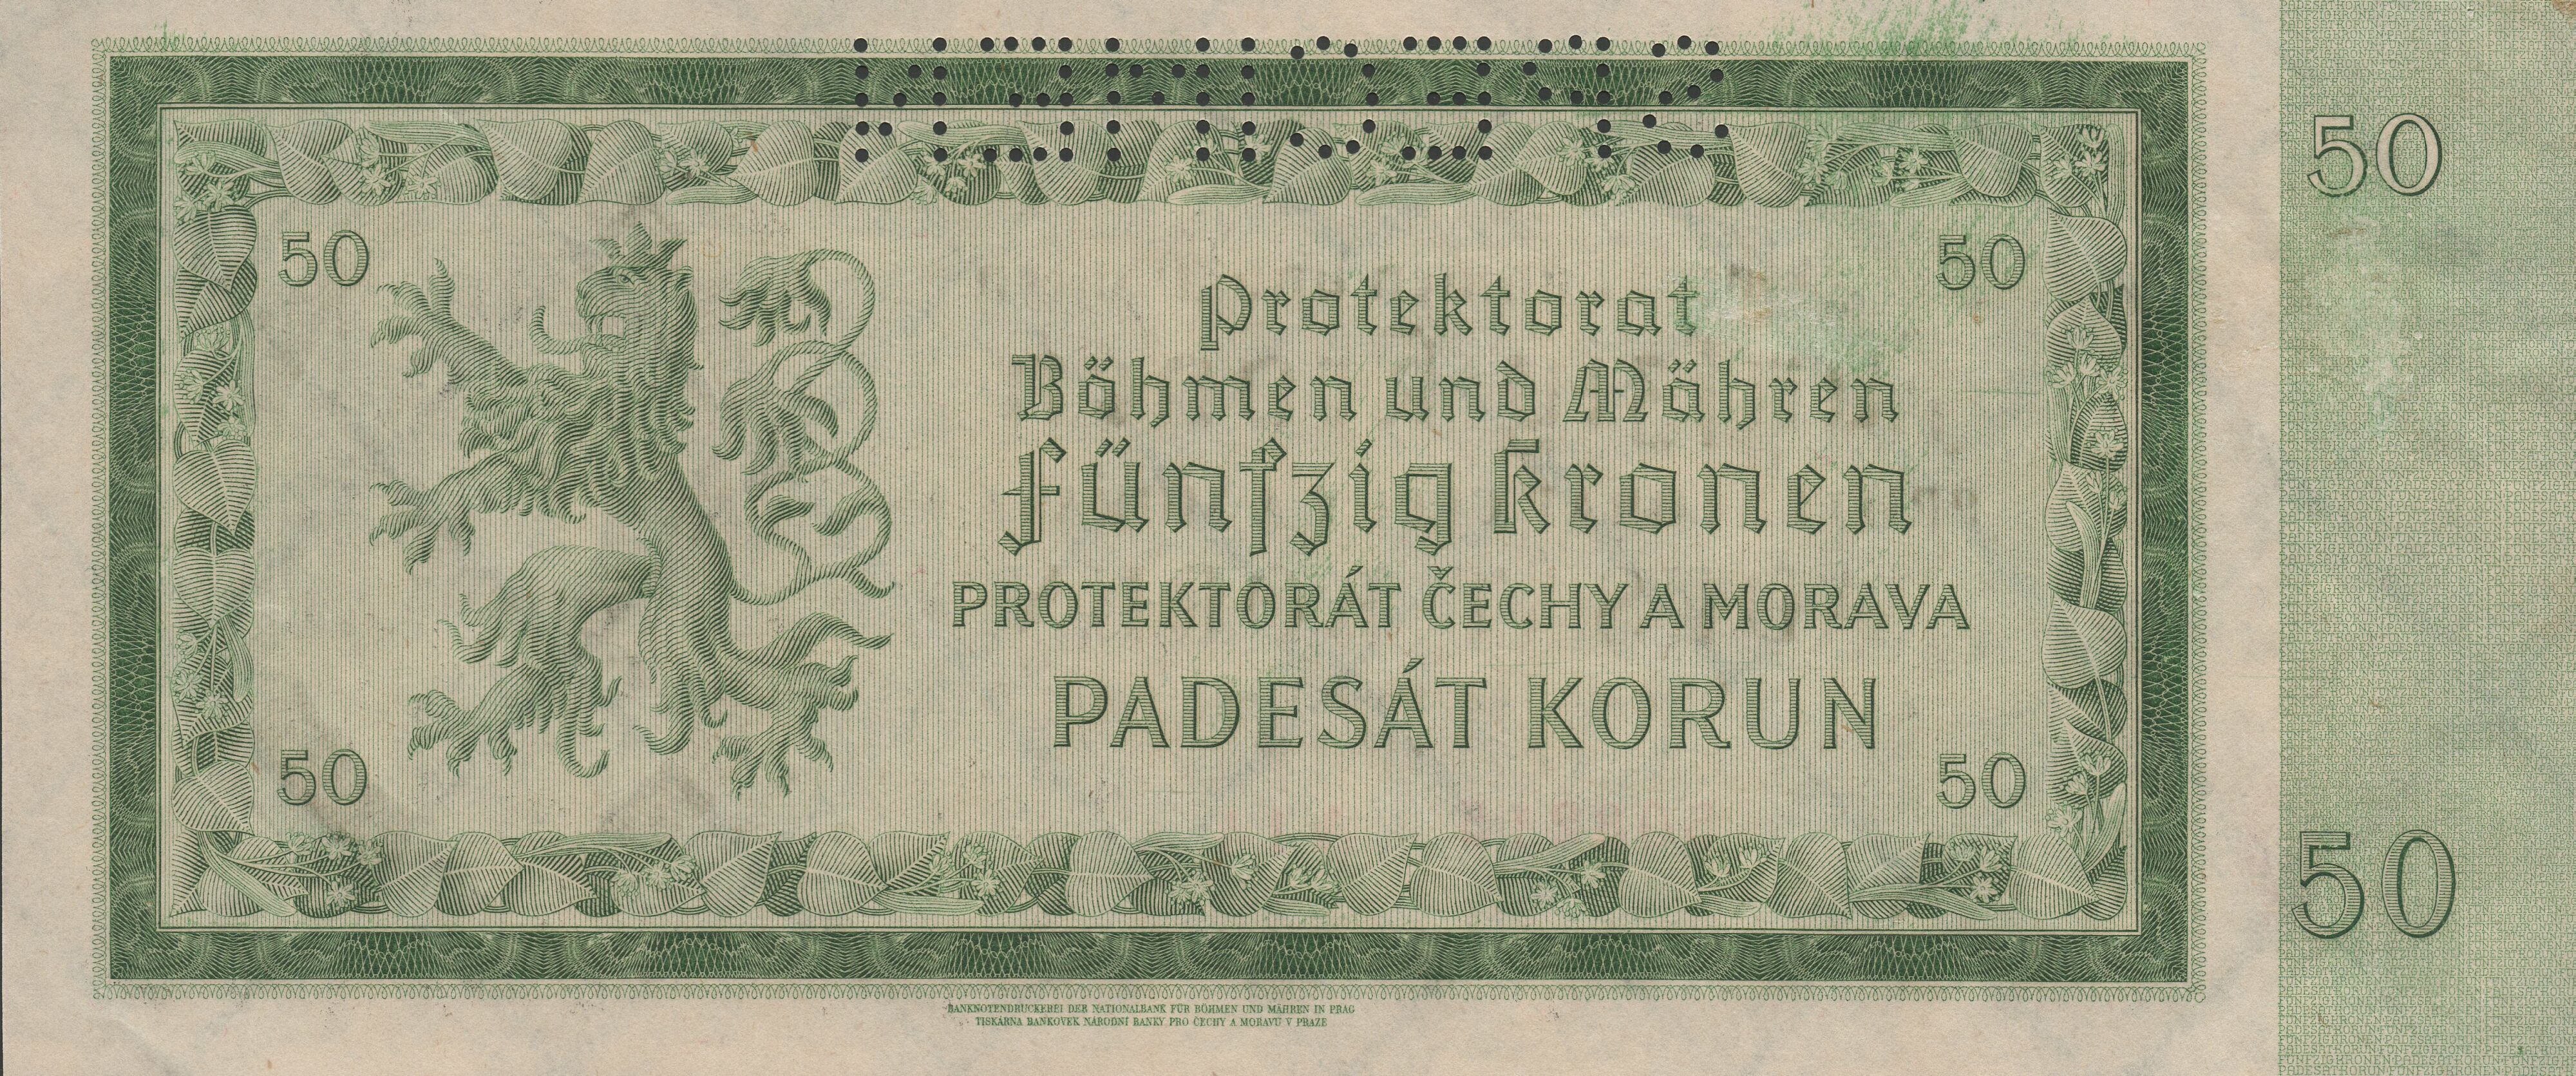 SPECIMEN
50
50
50
Protektorat
Böhmen und Mähren
Fünfzig Kronen
PROTEKTORÁT ČECHY A MORAVA
PADESÁT KORUN
50
50
50
BANKNOTENDRUCKEREI DER NATIONALBANK FÜR BÖHMEN UND MÄHREN IN PRAG
TISKÁRNA BANKOVEK NÁRODNÍ BANKY PRO ČECHY A MORAVU V PRAZE